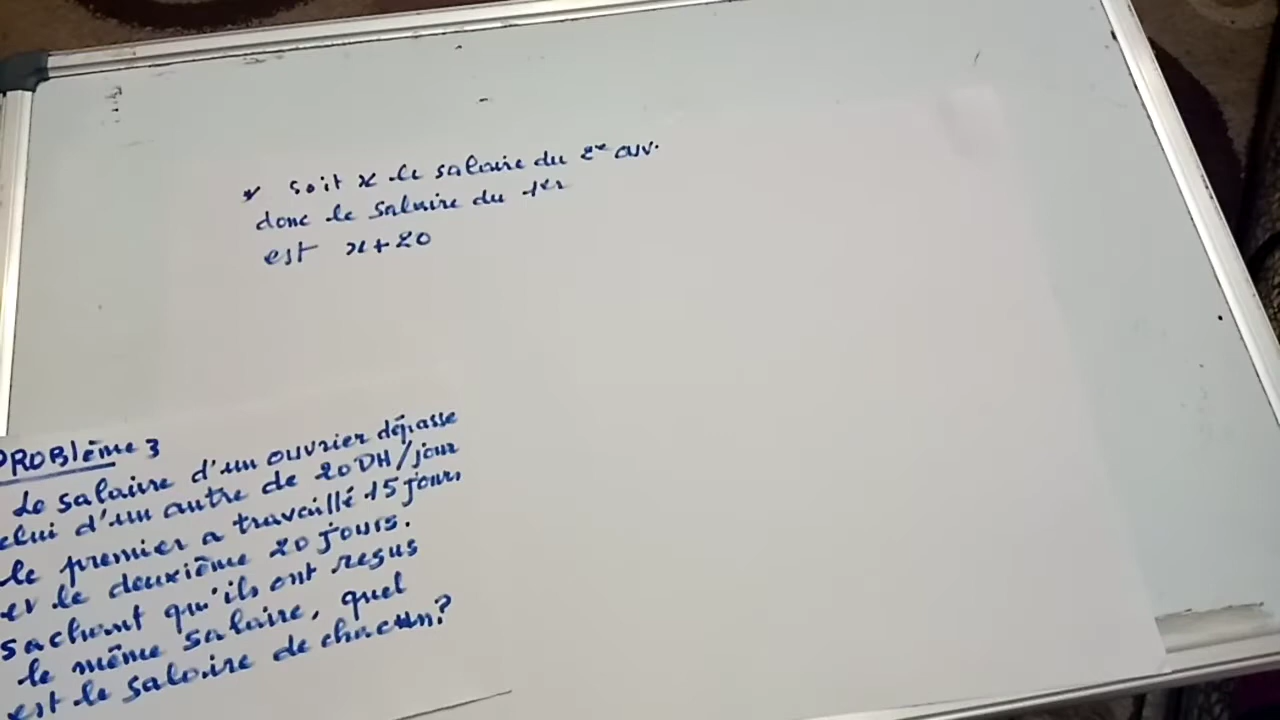 * Soit x le salaire du 2e ouv.
donc le salaire du 1er
est x+20
PROBlème 3
Le salaire d'un ouvrier dépasse
celui d'un autre de 20 DH/jour
le premier a travaillé 15 jours,
et le deuxième 20 jours.
sachant qu'ils ont reçus
le même salaire, quel
est le salaire de chacun?